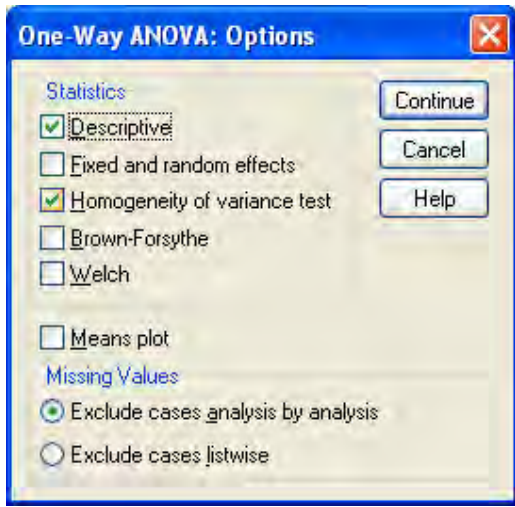 One-Way ANOVA: Options
Statistics
Descriptive
Fixed and random effects
Homogeneity of variance test
Brown-Forsythe
Welch
Means plot
Missing Values
Exclude cases analysis by analysis
Exclude cases listwise
Continue
Cancel
Help